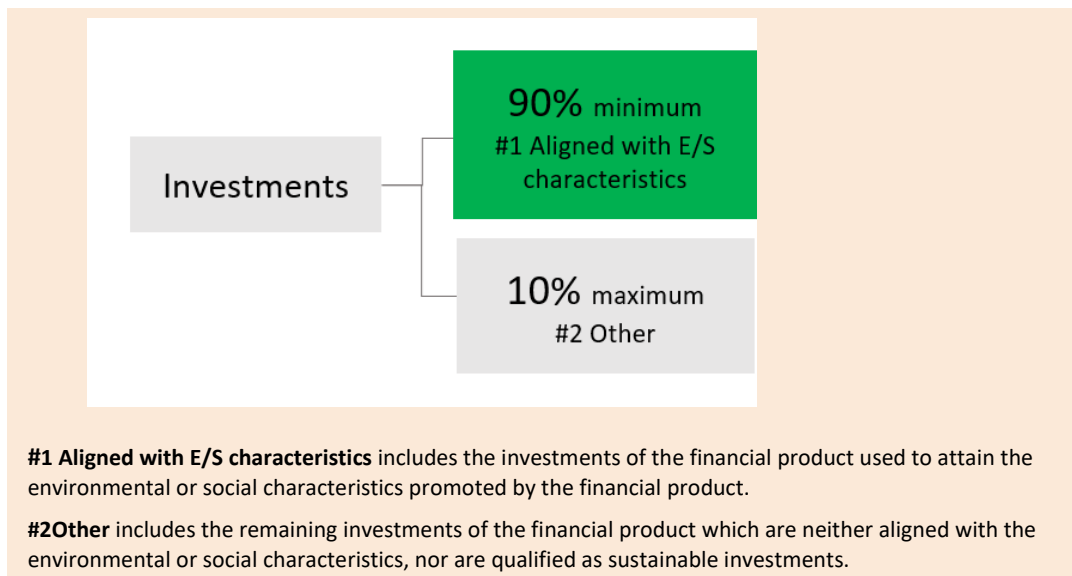 90% minimum
#1 Aligned with E/S
characteristics
Investments
10% maximum
#2 Other
#1 Aligned with E/S characteristics includes the investments of the financial product used to attain the
environmental or social characteristics promoted by the financial product.
#2Other includes the remaining investments of the financial product which are neither aligned with the
environmental or social characteristics, nor are qualified as sustainable investments.